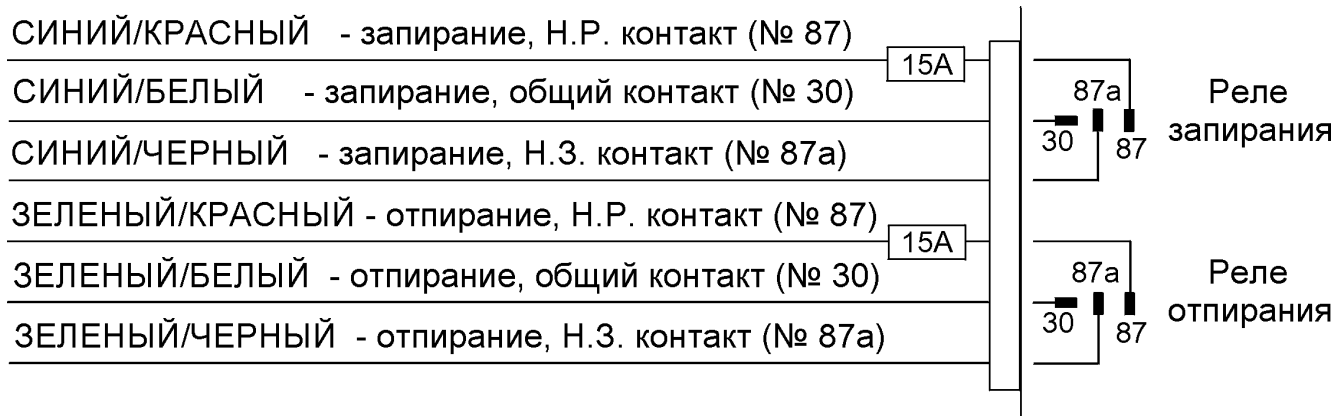 СИНИЙ/КРАСНЫЙ - запирание, Н.Р. контакт (№ 87)
15А
СИНИЙ/БЕЛЫЙ - запирание, общий контакт (№ 30)
СИНИЙ/ЧЕРНЫЙ - запирание, Н.З. контакт (№ 87а)
87а
30
87
Реле
запирания
ЗЕЛЕНЫЙ/КРАСНЫЙ - отпирание, Н.Р. контакт (№ 87)
15А
ЗЕЛЕНЫЙ/БЕЛЫЙ - отпирание, общий контакт (№ 30)
ЗЕЛЕНЫЙ/ЧЕРНЫЙ - отпирание, Н.З. контакт (№ 87а)
87а
30
87
Реле
отпирания